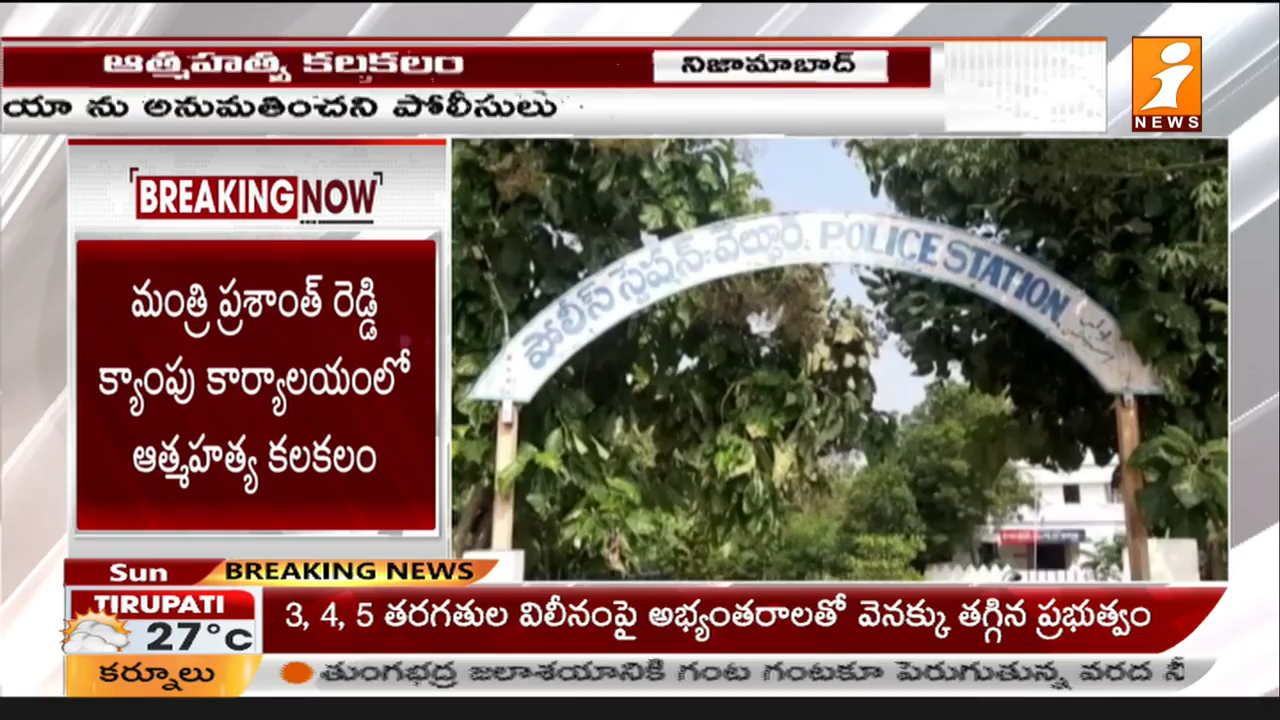 ఆత్మహత్య కలకలం
నిజామాబాద్
యా ను అనుమతించని పోలీసులు
i
NEWS
BREAKING NOW
మంత్రి ప్రశాంత్ రెడ్డి
క్యాంపు కార్యాలయంలో
ఆత్మహత్య కలకలం
పోలీస్ స్టేషన్-వేల్పూర్. POLICE STATION
Sun
BREAKING NEWS
TIRUPATI
27°c
3, 4, 5 తరగతుల విలీనంపై అభ్యంతరాలతో వెనక్కు తగ్గిన ప్రభుత్వం
కర్నూలు
తుంగభద్ర జలాశయానికి గంట గంటకూ పెరుగుతున్న వరద